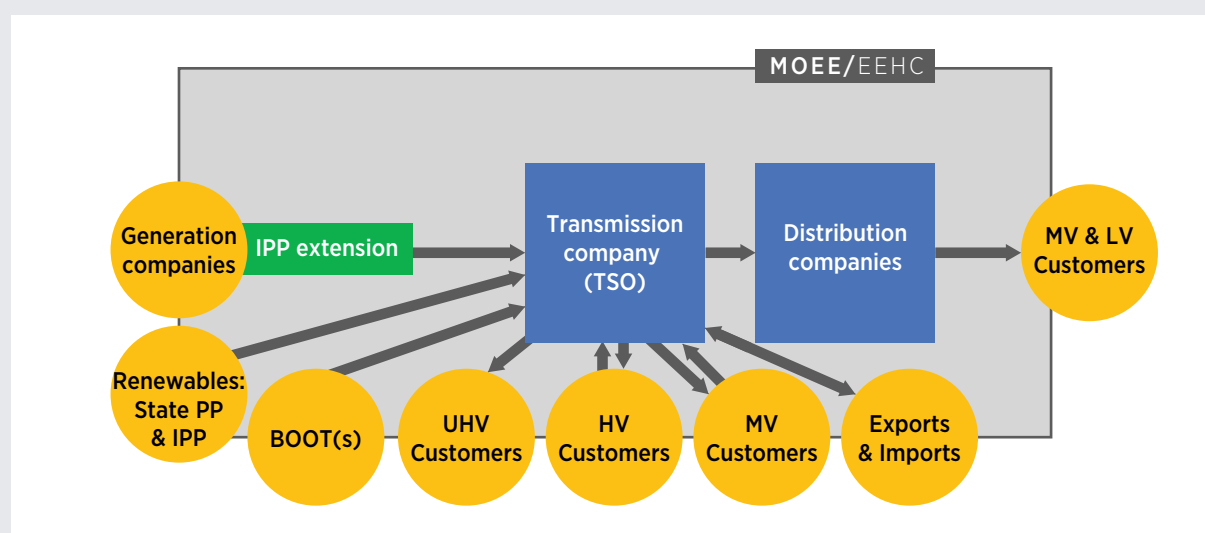 MOEE/EEHC
Generation
companies
IPP extension
Transmission
company
(TSO)
Distribution
companies
MV & LV
Customers
Renewables:
State PP
& IPP
BOOT(s)
UHV
Customers
HV
Customers
MV
Customers
Exports
& Imports